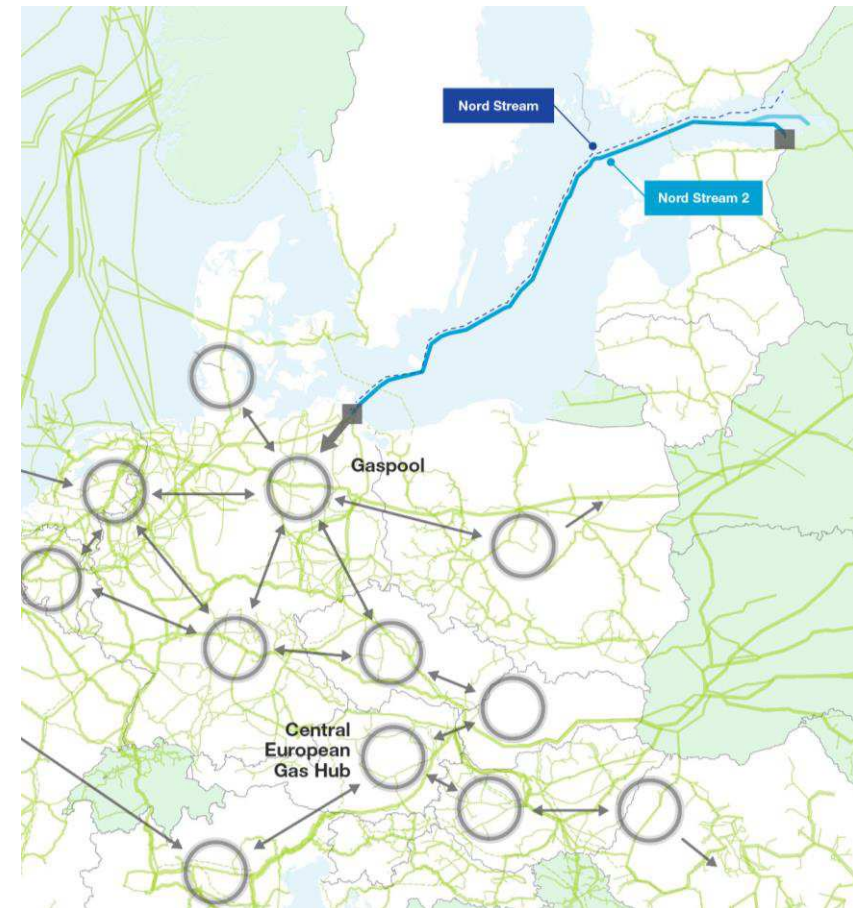 Nord Stream
Nord Stream 2
Gaspool
Central
European
Gas Hub